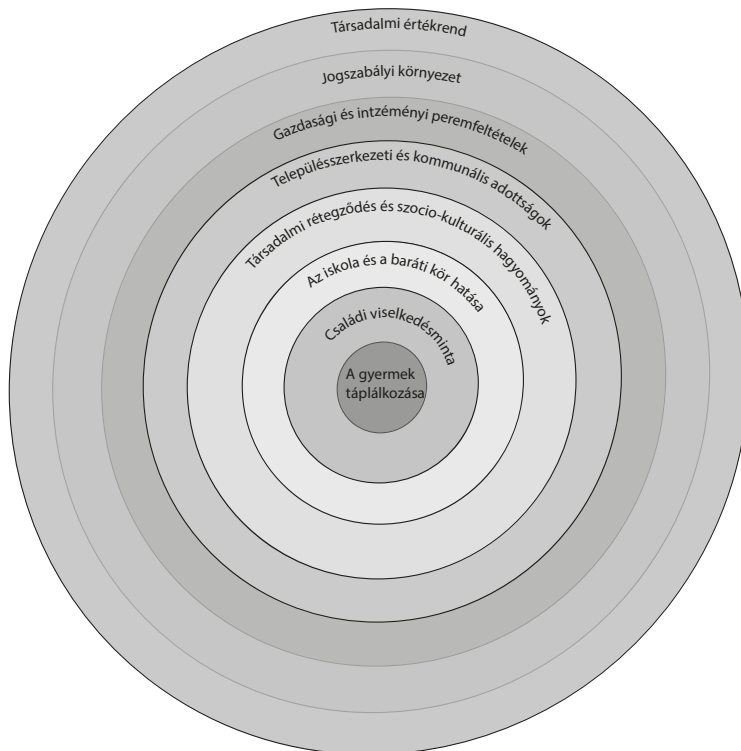 Társadalmi értékrend
Jogszabályi környezet
Gazdasági és intzéményi peremfeltételek
Településszerkezeti és kommunális adottságok
Társadalmi rétegződés és szocio-kulturális hagyományok
Az iskola és a baráti kör hatása
Családi viselkedésminta
A gyermek
táplálkozása